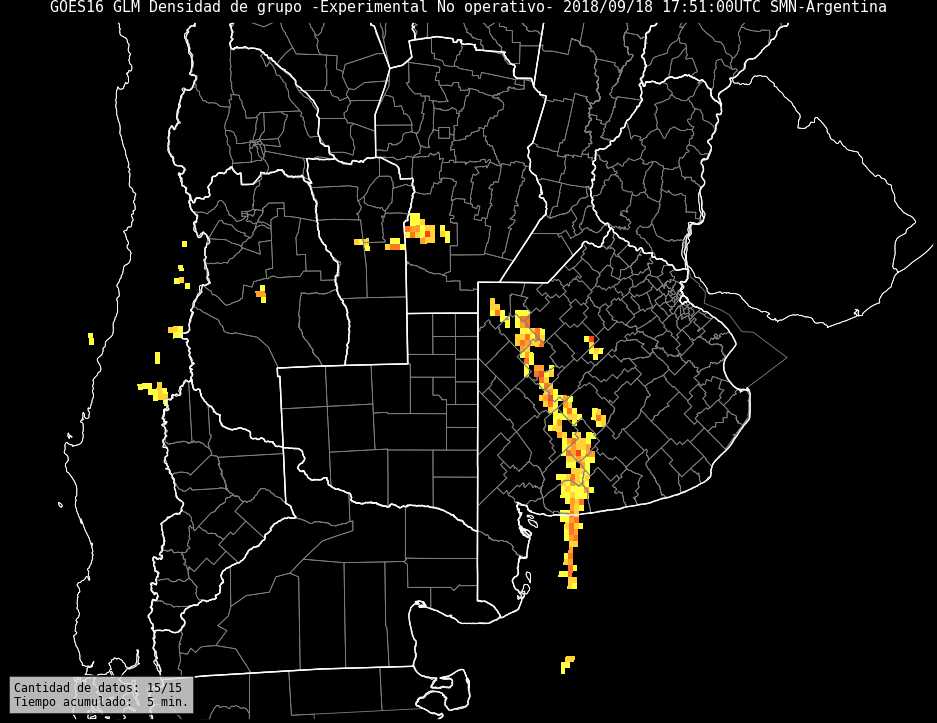 GOES16 GLM Densidad de grupo -Experimental No operativo- 2018/09/18 17:51:00UTC SMN-Argentina
Cantidad de datos: 15/15
Tiempo acumulado:  5 min.